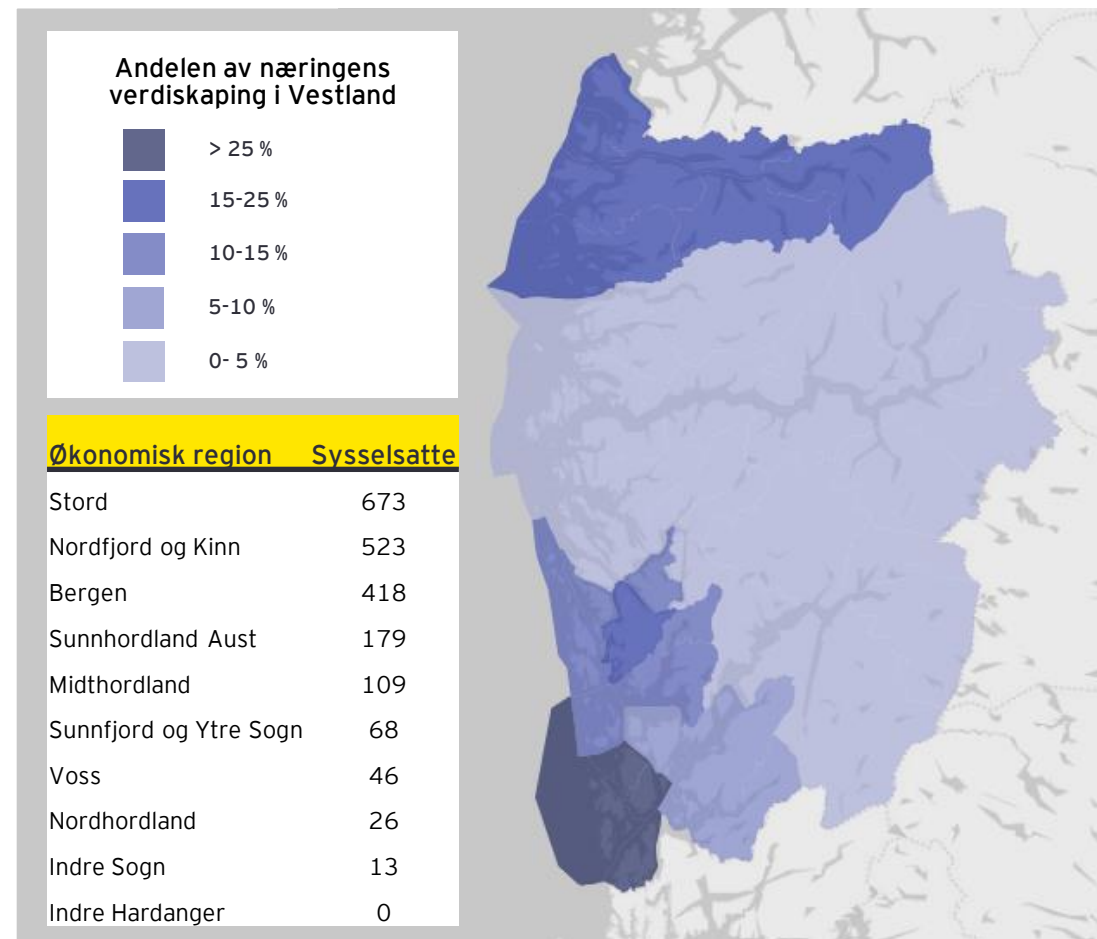 Andelen av næringens
verdiskaping i Vestland
> 25 %
15-25 %
10-15 %
5-10 %
0- 5 %
Økonomisk region Sysselsatte
Stord 673
Nordfjord og Kinn 523
Bergen 418
Sunnhordland Aust 179
Midthordland 109
Sunnfjord og Ytre Sogn 68
Voss 46
Nordhordland 26
Indre Sogn 13
Indre Hardanger 0